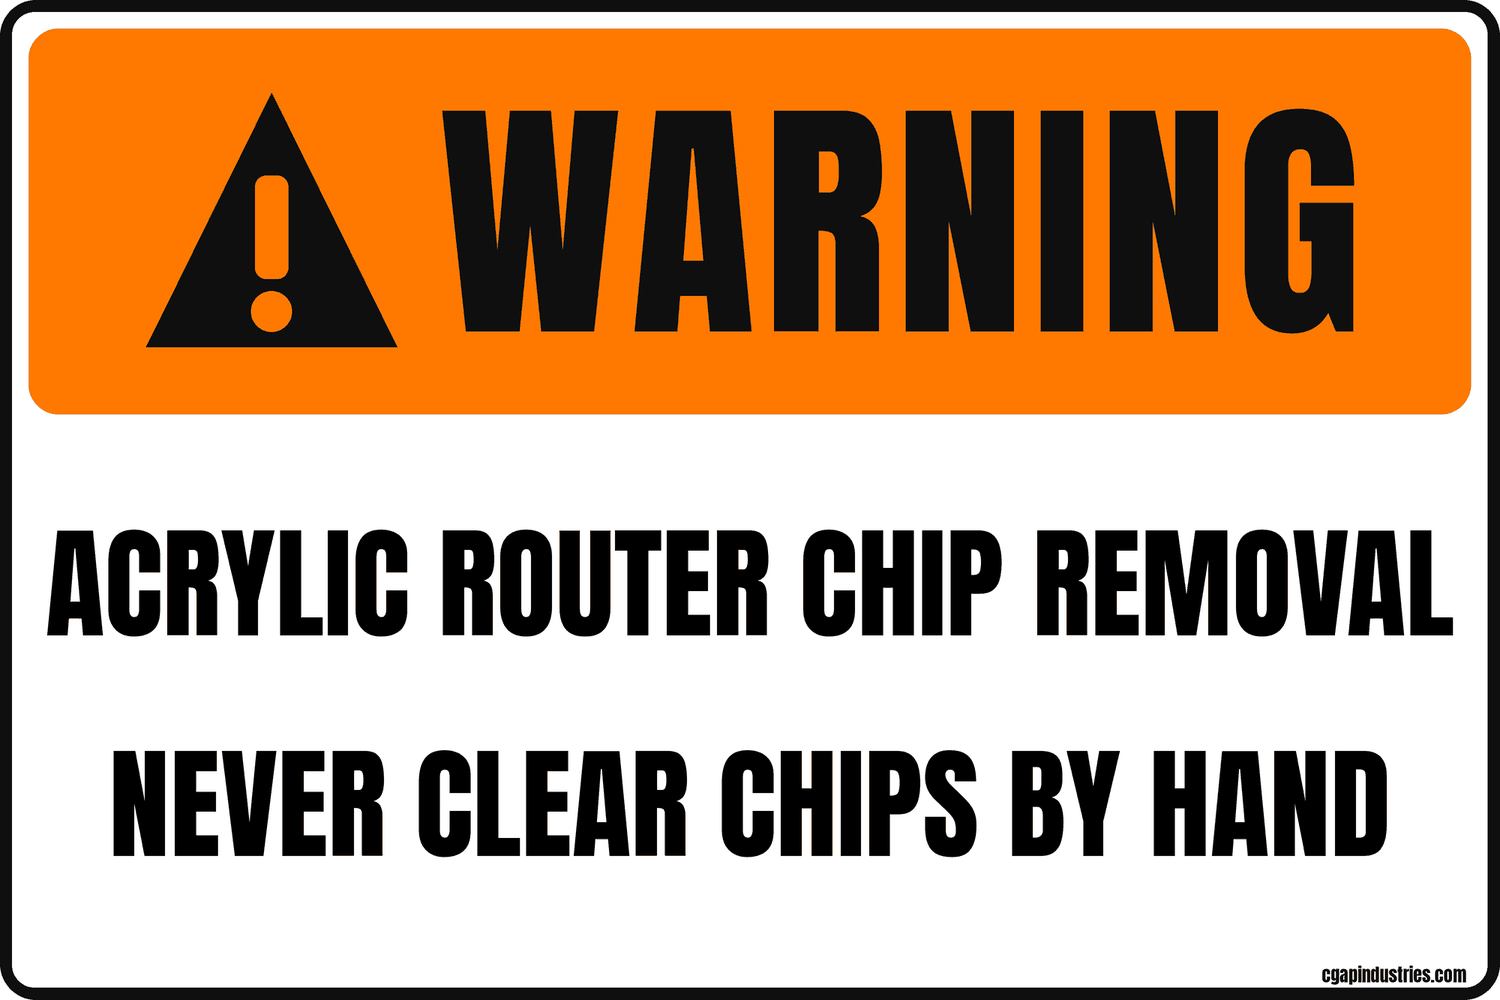 WARNING
ACRYLIC ROUTER CHIP REMOVAL
NEVER CLEAR CHIPS BY HAND
cgapindustries.com